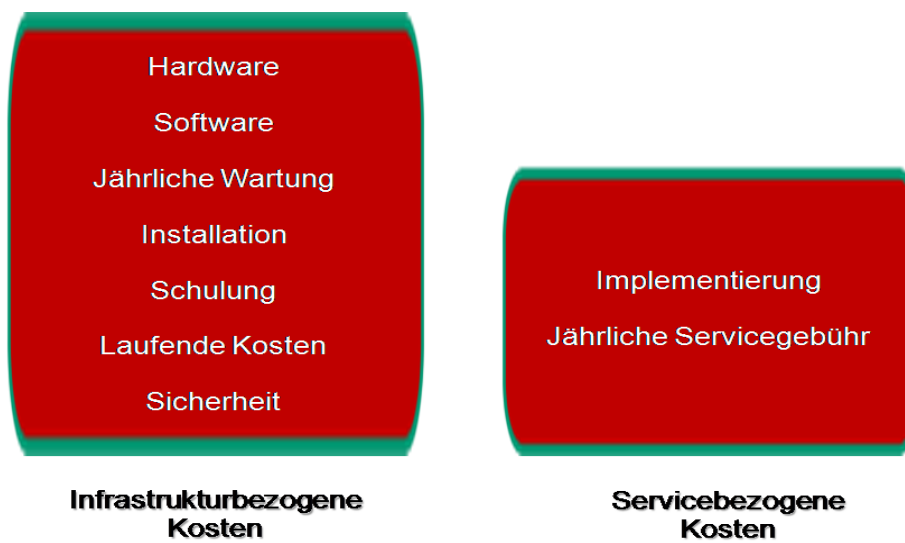 Hardware
Software
Jährliche Wartung
Installation
Schulung
Laufende Kosten
Sicherheit
Infrastrukturbezogene
Kosten
Implementierung
Jährliche Servicegebühr
Servicebezogene
Kosten